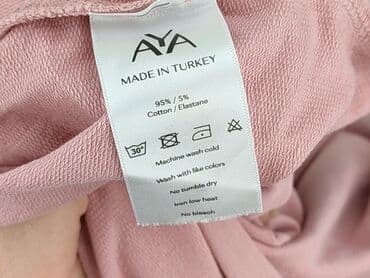 AYA
MADE IN TURKEY
95% / 5%
Cotton / Elastane
30°
Machine wash cold
Wash with like colors
No tumble dry
Iron low heat
No bleach